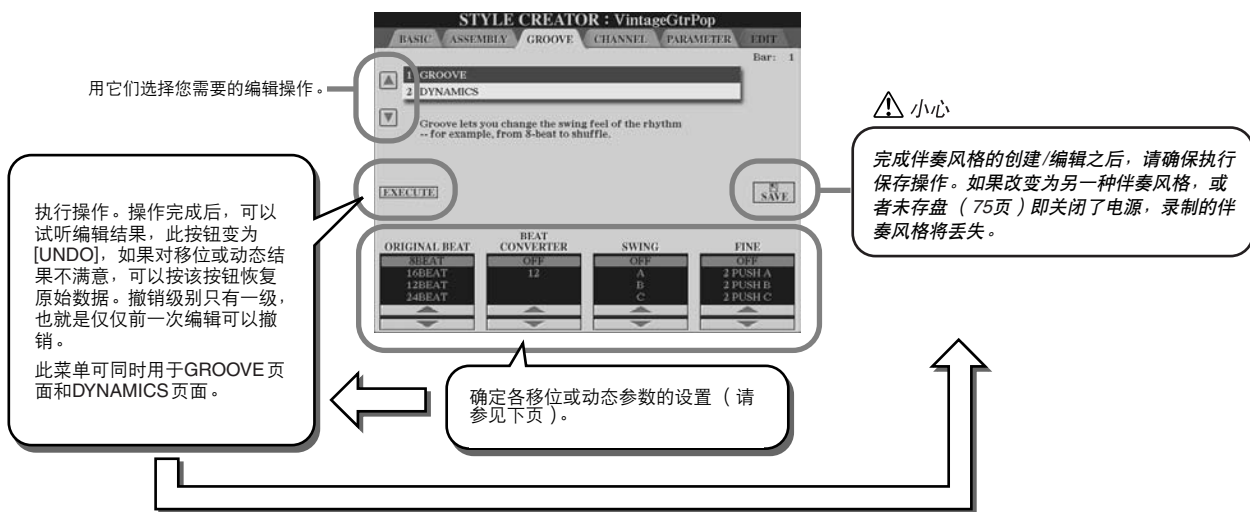 STYLE CREATOR : VintageGtrPop
BASIC ASSEMBLY GROOVE CHANNEL PARAMETER EDIT
Bar: 1
1 GROOVE
2 DYNAMICS
Groove lets you change the swing feel of the rhythm
-- for example, from 8-beat to shuffle.
EXECUTE
SAVE
ORIGINAL BEAT
8BEAT
16BEAT
12BEAT
24BEAT
BEAT
CONVERTER
OFF
12
SWING
OFF
A
B
C
FINE
OFF
2 PUSH A
2 PUSH B
2 PUSH C
用它们选择您需要的编辑操作。
小心
完成伴奏风格的创建/编辑之后，请确保执行
保存操作。如果改变为另一种伴奏风格，或
者未存盘（75页）即关闭了电源，录制的伴
奏风格将丢失。
执行操作。操作完成后，可以
试听编辑结果，此按钮变为
[UNDO]，如果对移位或动态结
果不满意，可以按该按钮恢复
原始数据。撤销级别只有一级，
也就是仅仅前一次编辑可以撤
销。
此菜单可同时用于GROOVE页
面和DYNAMICS页面。
确定各移位或动态参数的设置（请
参见下页）。